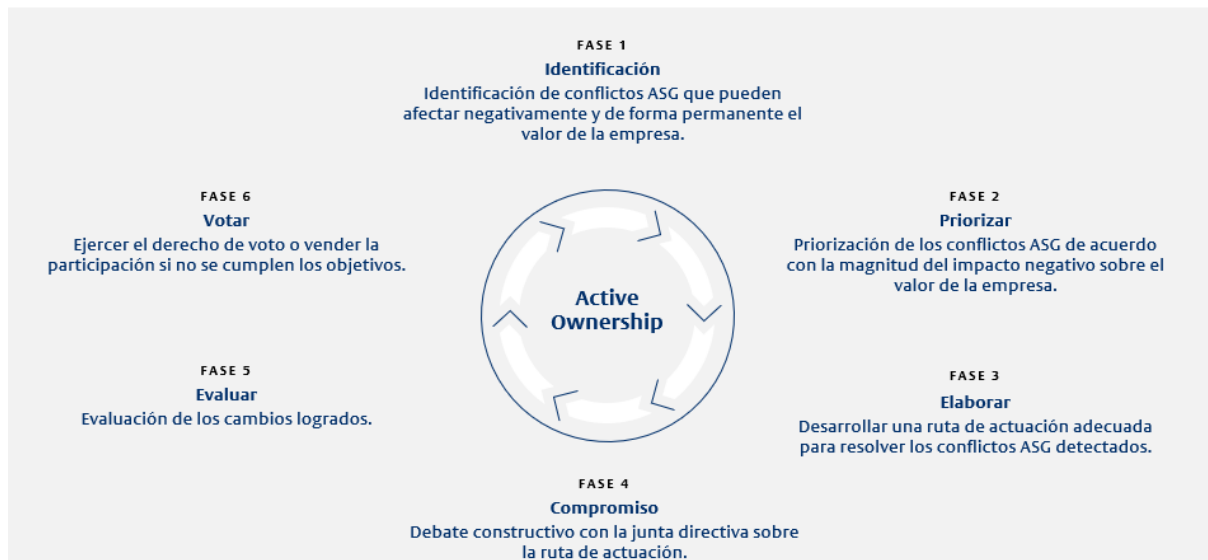 FASE 1
Identificación
Identificación de conflictos ASG que pueden
afectar negativamente y de forma permanente el
valor de la empresa.
FASE 2
Priorizar
Priorización de los conflictos ASG de acuerdo
con la magnitud del impacto negativo sobre el
valor de la empresa.
FASE 3
Elaborar
Desarrollar una ruta de actuación adecuada
para resolver los conflictos ASG detectados.
FASE 4
Compromiso
Debate constructivo con la junta directiva sobre
la ruta de actuación.
FASE 5
Evaluar
Evaluación de los cambios logrados.
FASE 6
Votar
Ejercer el derecho de voto o vender la
participación si no se cumplen los objetivos.
Active
Ownership